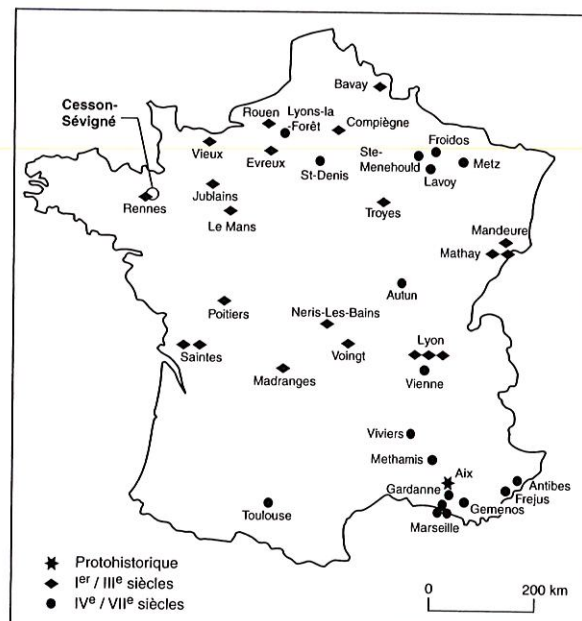 Bavay
Cesson-
Sévigné
Rouen
Lyons-la
-Forêt
Compiègne
Vieux
Evreux
St-Denis
Ste-
Menehould
Froidos
Lavoy
Metz
Rennes
Jublains
Le Mans
Troyes
Mandeure
Mathay
Autun
Poitiers
Neris-Les-Bains
Lyon
Saintes
Voingt
Madranges
Vienne
Viviers
Methamis
Aix
Gardanne
Antibes
Frejus
Gemenos
Marseille
Toulouse
Protohistorique
Ier / IIIe siècles
IVe / VIIe siècles
0 200 km